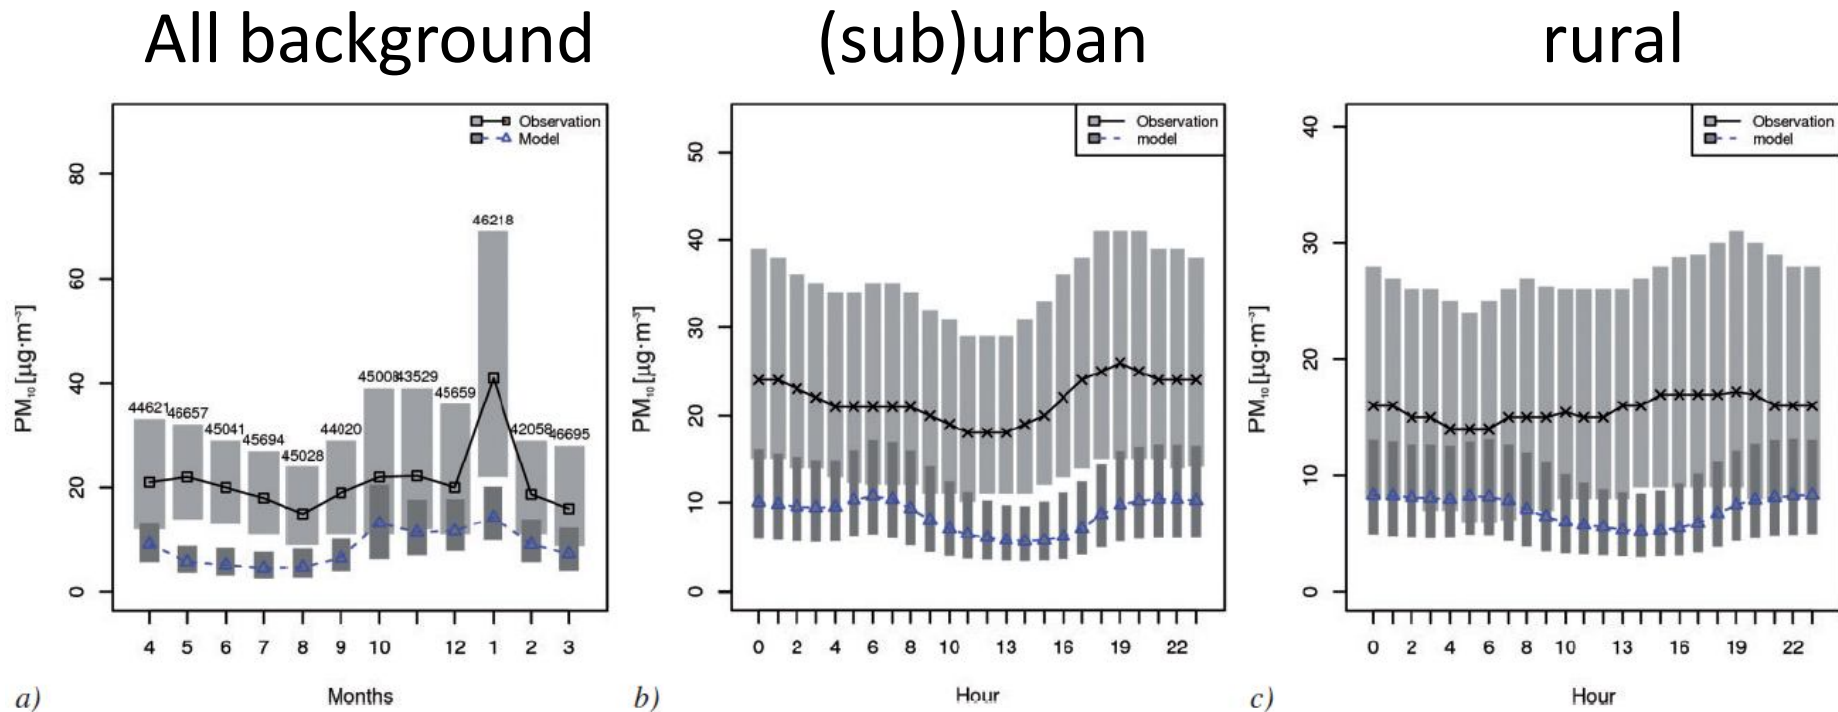 All background
(sub)urban
rural
Observation
Model
PM₁₀ [µg·m⁻³]
80
60
40
20
0
44621
46657
45041
45694
45028
44020
45008
43529
45659
46218
42058
46695
4 5 6 7 8 9 10 12 1 2 3
Months
a)
Observation
model
PM₁₀ [µg·m⁻³]
50
40
30
20
10
0
0 2 4 6 8 10 13 16 19 22
Hour
b)
Observation
model
PM₁₀ [µg·m⁻³]
40
30
20
10
0
0 2 4 6 8 10 13 16 19 22
Hour
c)